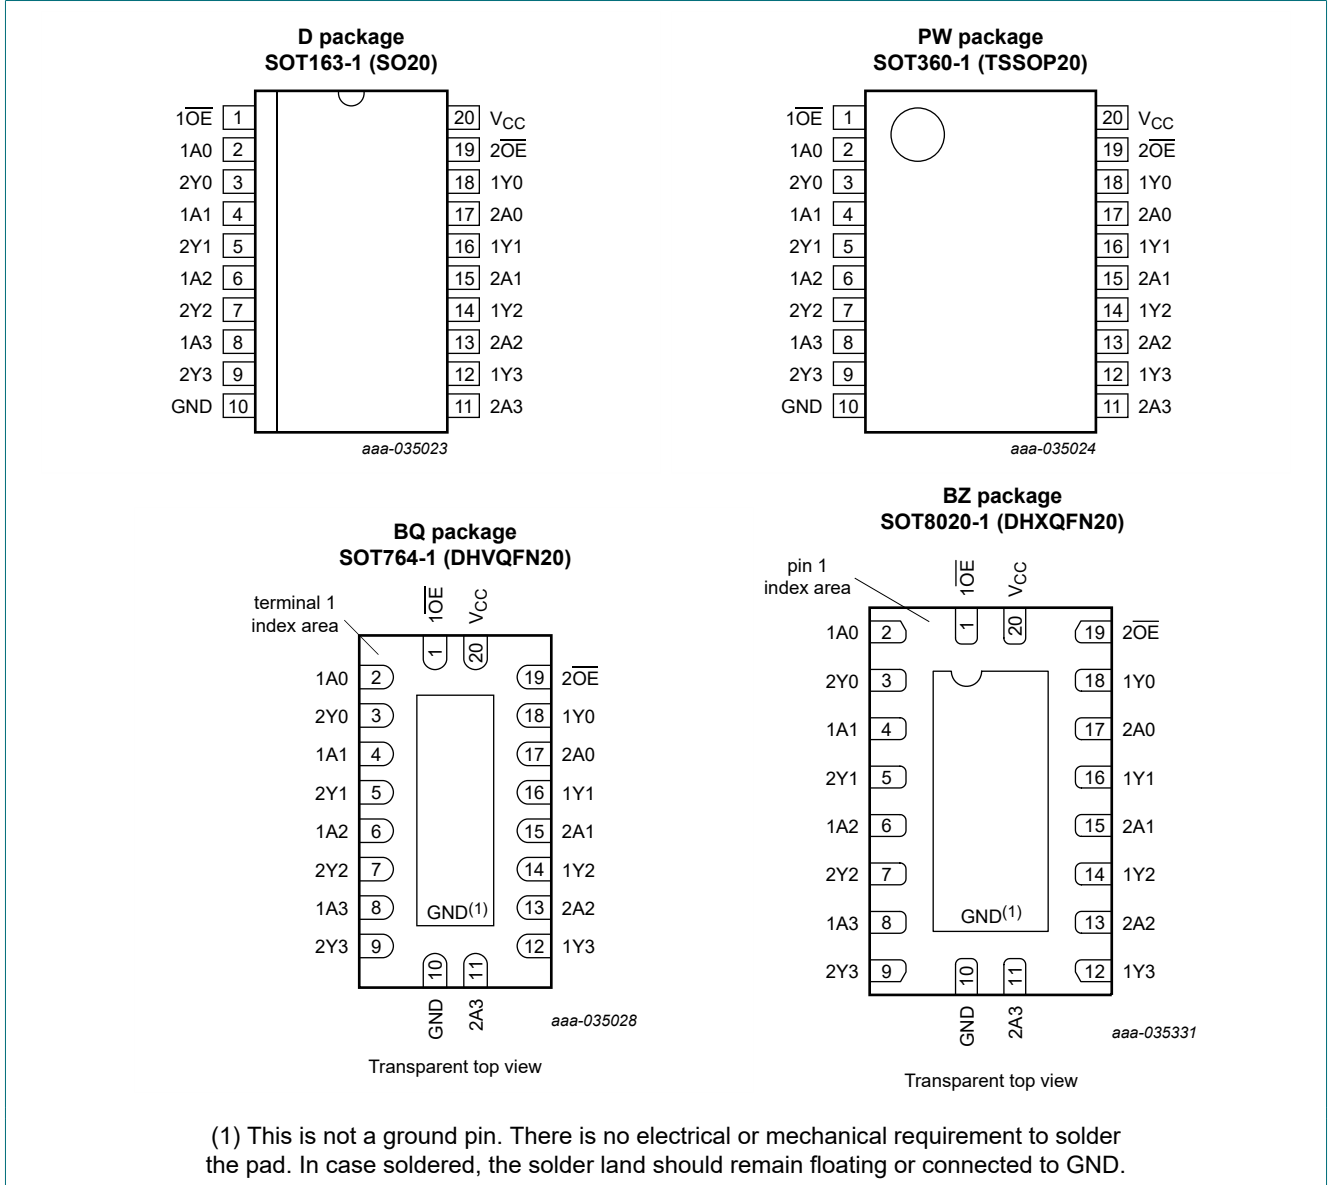 D package
SOT163-1 (SO20)
1OE 1
20 VCC
1A0 2
19 2OE
2Y0 3
18 1Y0
1A1 4
17 2A0
2Y1 5
16 1Y1
1A2 6
15 2A1
2Y2 7
14 1Y2
1A3 8
13 2A2
2Y3 9
12 1Y3
GND 10
11 2A3
aaa-035023
PW package
SOT360-1 (TSSOP20)
1OE 1
20 VCC
1A0 2
19 2OE
2Y0 3
18 1Y0
1A1 4
17 2A0
2Y1 5
16 1Y1
1A2 6
15 2A1
2Y2 7
14 1Y2
1A3 8
13 2A2
2Y3 9
12 1Y3
GND 10
11 2A3
aaa-035024
BQ package
SOT764-1 (DHVQFN20)
terminal 1
index area
1OE
VCC
1
20
1A0 2
19 2OE
2Y0 3
18 1Y0
1A1 4
17 2A0
2Y1 5
16 1Y1
1A2 6
15 2A1
2Y2 7
14 1Y2
1A3 8
GND(1)
13 2A2
2Y3 9
12 1Y3
10
11
GND
2A3
aaa-035028
Transparent top view
BZ package
SOT8020-1 (DHXQFN20)
pin 1
index area
1OE
VCC
1
20
1A0 2
19 2OE
2Y0 3
18 1Y0
1A1 4
17 2A0
2Y1 5
16 1Y1
1A2 6
15 2A1
2Y2 7
14 1Y2
1A3 8
GND(1)
13 2A2
2Y3 9
12 1Y3
10
11
GND
2A3
aaa-035331
Transparent top view
(1) This is not a ground pin. There is no electrical or mechanical requirement to solder
the pad. In case soldered, the solder land should remain floating or connected to GND.